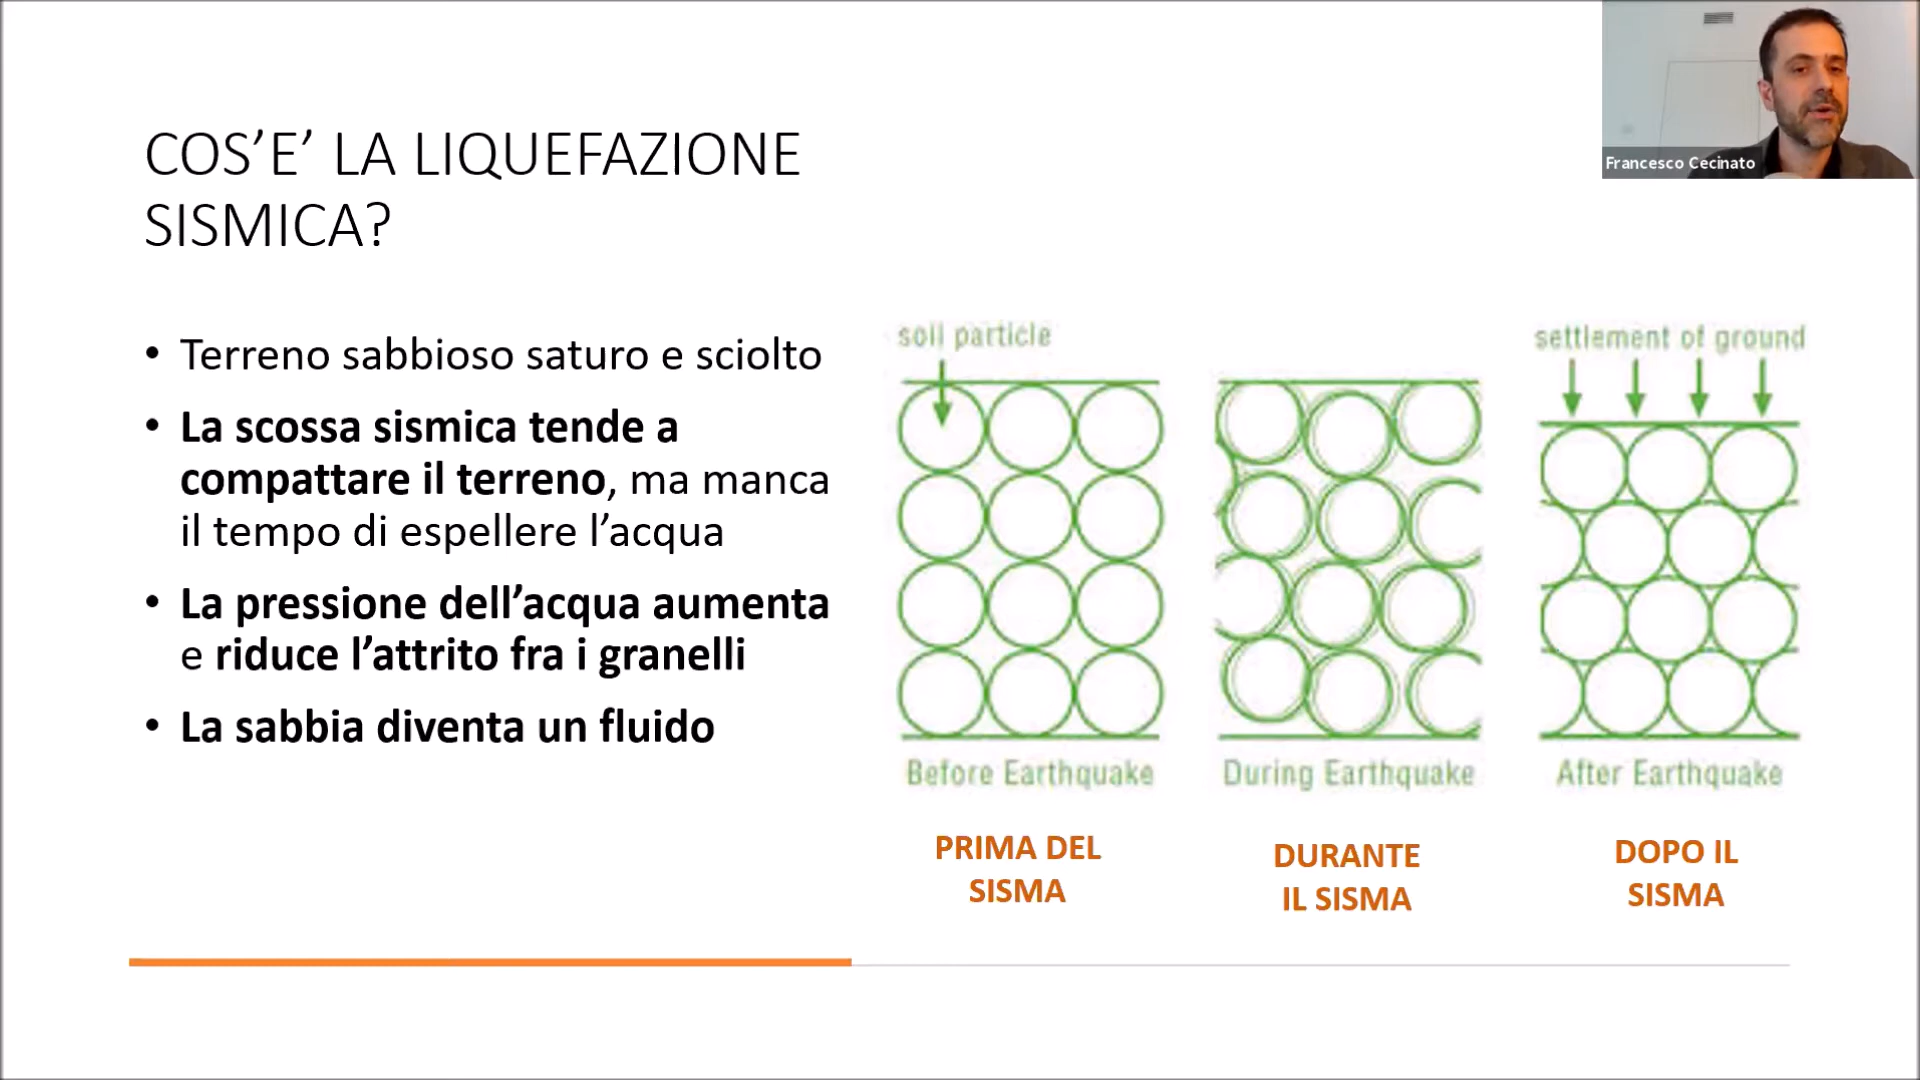 COS’E’ LA LIQUEFAZIONE
SISMICA?
• Terreno sabbioso saturo e sciolto
• La scossa sismica tende a
compattare il terreno, ma manca
il tempo di espellere l’acqua
• La pressione dell’acqua aumenta
e riduce l’attrito fra i granelli
• La sabbia diventa un fluido
Francesco Cecinato
soil particle
settlement of ground
Before Earthquake
During Earthquake
After Earthquake
PRIMA DEL
SISMA
DURANTE
IL SISMA
DOPO IL
SISMA